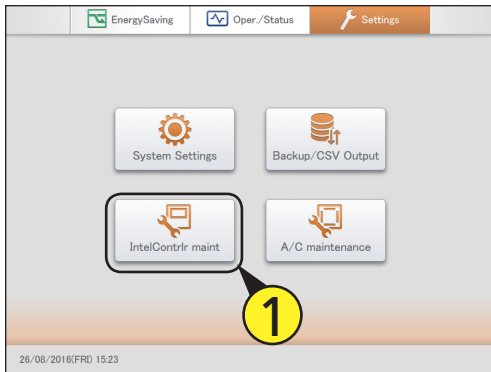 EnergySaving Oper./Status Settings
System Settings Backup/CSV Output
IntelContrlr maint A/C maintenance
1
26/08/2016(FRI) 15:23